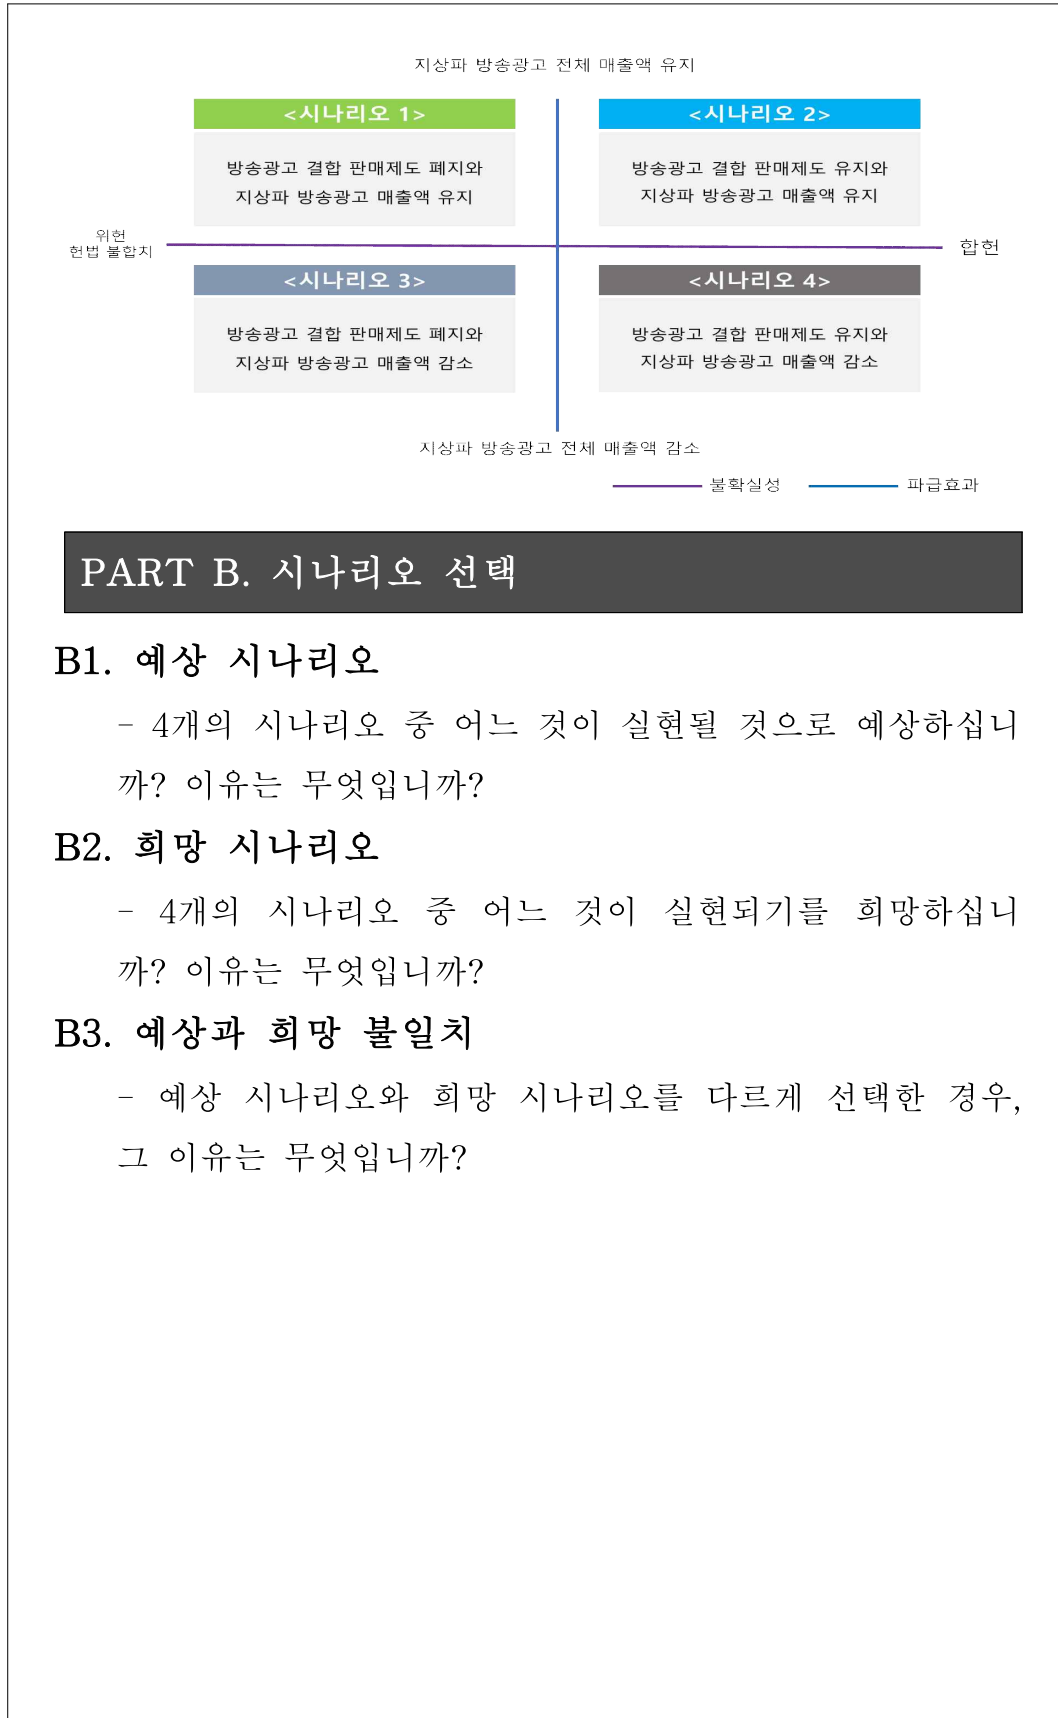 지상파 방송광고 전체 매출액 유지
<시나리오 1>
방송광고 결합 판매제도 폐지와
지상파 방송광고 매출액 유지
<시나리오 2>
방송광고 결합 판매제도 유지와
지상파 방송광고 매출액 유지
위헌
헌법 불합치
합헌
<시나리오 3>
방송광고 결합 판매제도 폐지와
지상파 방송광고 매출액 감소
<시나리오 4>
방송광고 결합 판매제도 유지와
지상파 방송광고 매출액 감소
지상파 방송광고 전체 매출액 감소
불확실성
파급효과
PART B. 시나리오 선택
B1. 예상 시나리오
- 4개의 시나리오 중 어느 것이 실현될 것으로 예상하십니
까? 이유는 무엇입니까?
B2. 희망 시나리오
- 4개의 시나리오 중 어느 것이 실현되기를 희망하십니
까? 이유는 무엇입니까?
B3. 예상과 희망 불일치
- 예상 시나리오와 희망 시나리오를 다르게 선택한 경우,
그 이유는 무엇입니까?